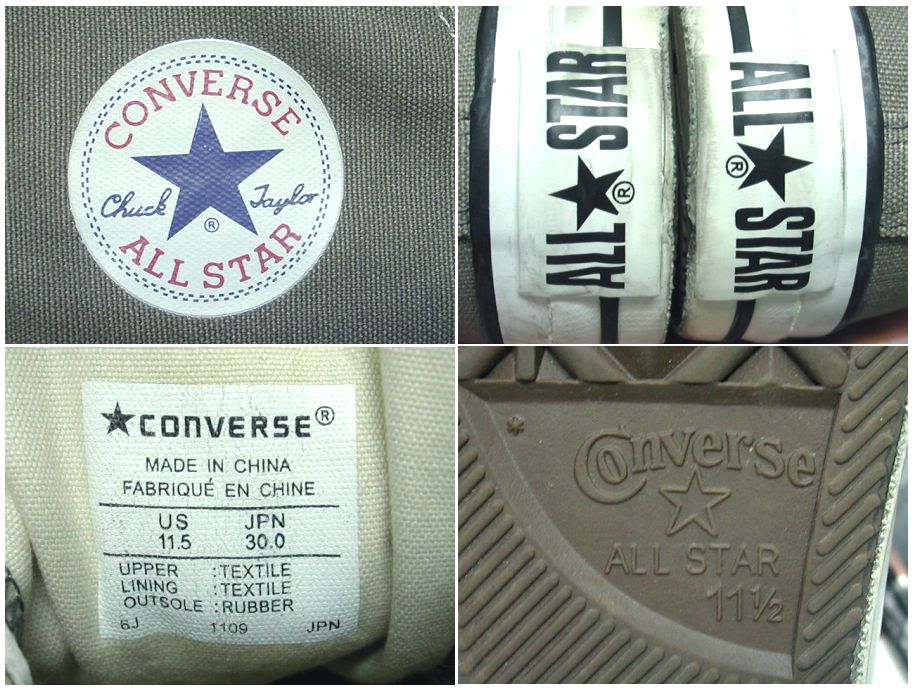 CONVERSE
Chuck Taylor
®
ALL STAR
ALL★STAR
®
ALL★STAR
®
★CONVERSE®
MADE IN CHINA
FABRIQUÉ EN CHINE
US JPN
11.5 30.0
UPPER :TEXTILE
LINING :TEXTILE
OUTSOLE :RUBBER
6J 1109 JPN
*
Converse
ALL STAR
11½